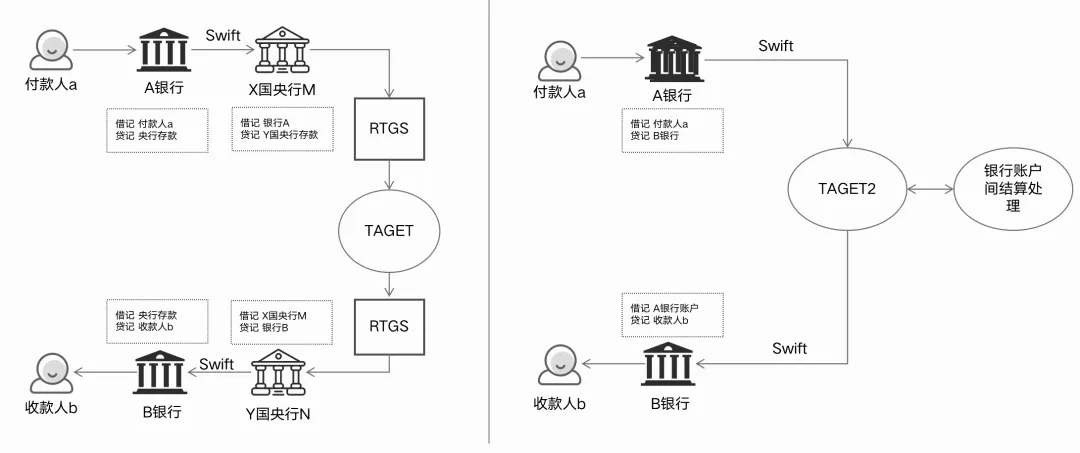 Swift
付款人a
A银行
X国央行M
借记 付款人a
贷记 央行存款
借记 银行A
贷记 Y国央行存款
RTGS
TAGET
RTGS
借记 央行存款
贷记 收款人b
借记 X国央行M
贷记 银行B
Swift
收款人b
B银行
Y国央行N
Swift
付款人a
A银行
借记 付款人a
贷记 B银行
TAGET2
银行账户
间结算处
理
借记 A银行账户
贷记 收款人b
Swift
收款人b
B银行